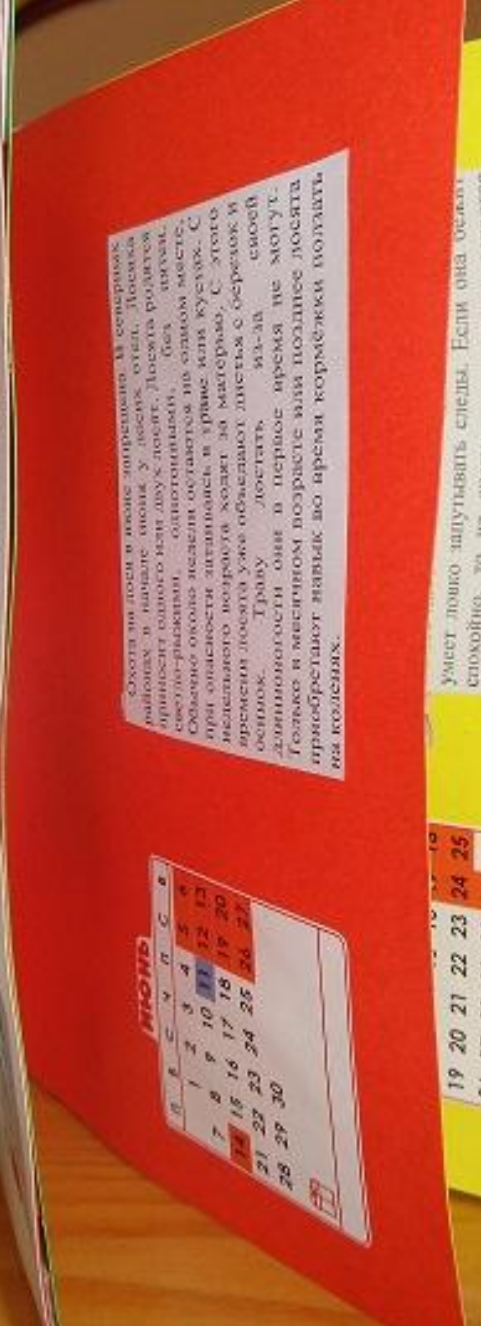 Охота на лося в июне запрещено. В северных
районах в начале июня у лосих отел. Лосиха
приносит одного или двух лосят. Лосята родятся
светло-рыжими, однотонными, без пятен.
Обычно около недели остаются на одном месте,
при опасности затаиваясь в траве или кустах. С
недельного возраста ходят за матерью. С этого
времени лосята уже объедают листья с березок и
осинок. Траву достать из-за своей
длинноногости они в первое время не могут.
Только в месячном возрасте или позднее лосята
приобретают навык во время кормёжки ползать
на коленях.
ИЮНЬ
П В С Ч П С В
1 2 3 4 5 6
7 8 9 10 11 12 13
14 15 16 17 18 19 20
21 22 23 24 25 26 27
28 29 30
умеет ловко запутывать следы. Если она бежит
спокойно, то
19 20 21 22 23 24 25